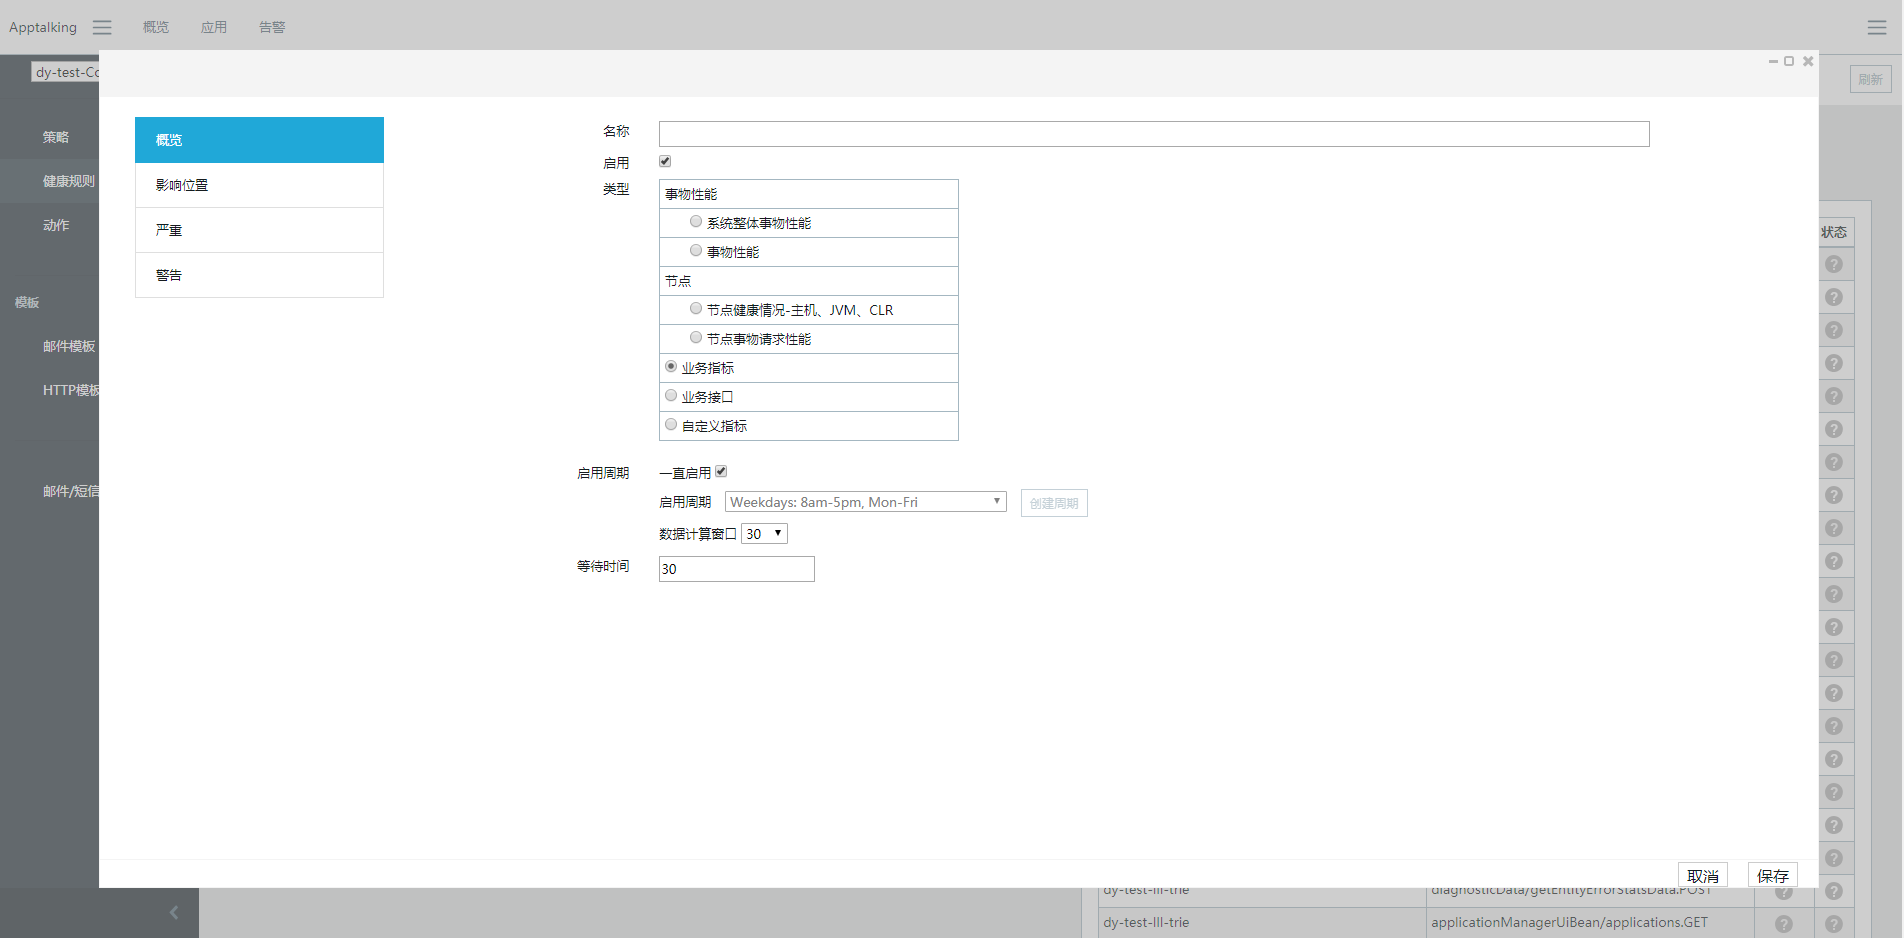 Apptalking 概览 应用 告警
dy-test-Co
刷新
策略
健康规则
动作
模板
邮件模板
HTTP模板
邮件/短信
概览
影响位置
严重
警告
名称
启用
类型
事物性能
系统整体事物性能
事物性能
节点
节点健康情况-主机、JVM、CLR
节点事物请求性能
业务指标
业务接口
自定义指标
启用周期 一直启用
启用周期 Weekdays: 8am-5pm, Mon-Fri 创建周期
数据计算窗口 30
等待时间 30
状态
取消 保存
dy-test-III-trie diagnosticData/getEntityErrorStatsData.POST
dy-test-III-trie applicationManagerUiBean/applications.GET